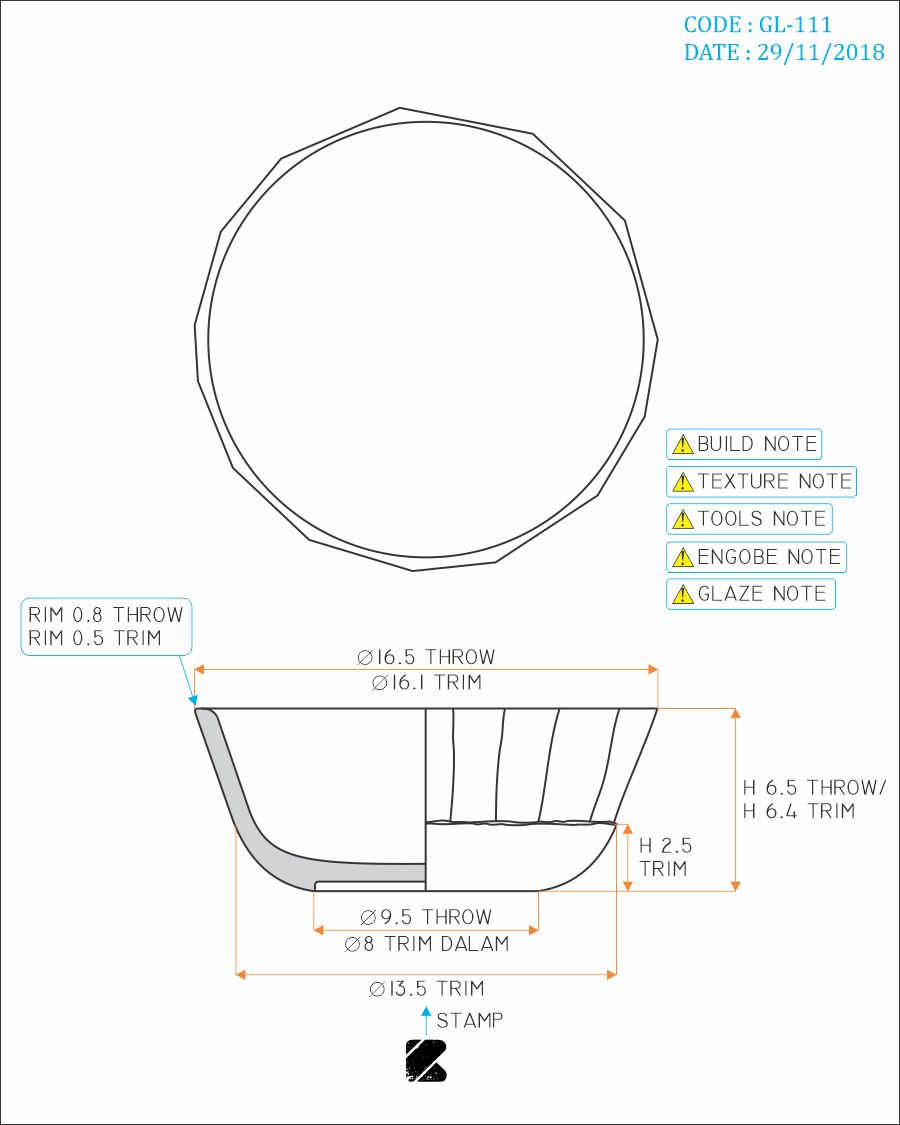 CODE : GL-111
DATE : 29/11/2018
BUILD NOTE
TEXTURE NOTE
TOOLS NOTE
ENGOBE NOTE
GLAZE NOTE
RIM 0.8 THROW
RIM 0.5 TRIM
∅16.5 THROW
∅16.1 TRIM
H 6.5 THROW/
H 6.4 TRIM
H 2.5
TRIM
∅9.5 THROW
∅8 TRIM DALAM
∅13.5 TRIM
STAMP